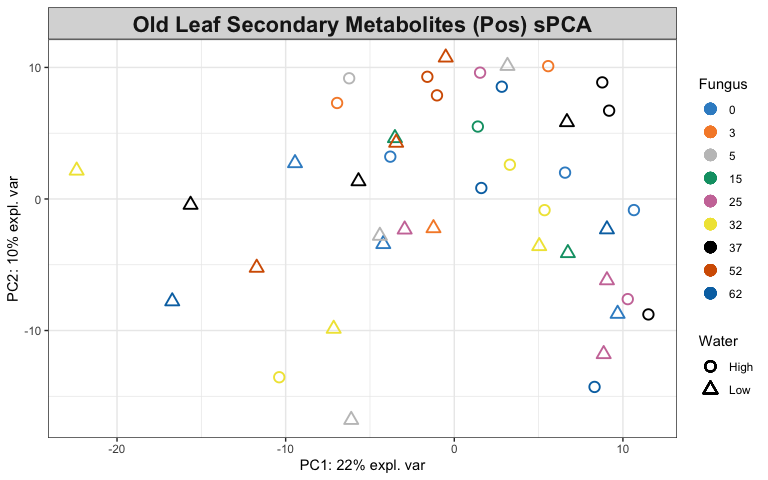 Old Leaf Secondary Metabolites (Pos) sPCA
10
0
-10
-20
-10
0
10
PC2: 10% expl. var
PC1: 22% expl. var
Fungus
0
3
5
15
25
32
37
52
62
Water
High
Low